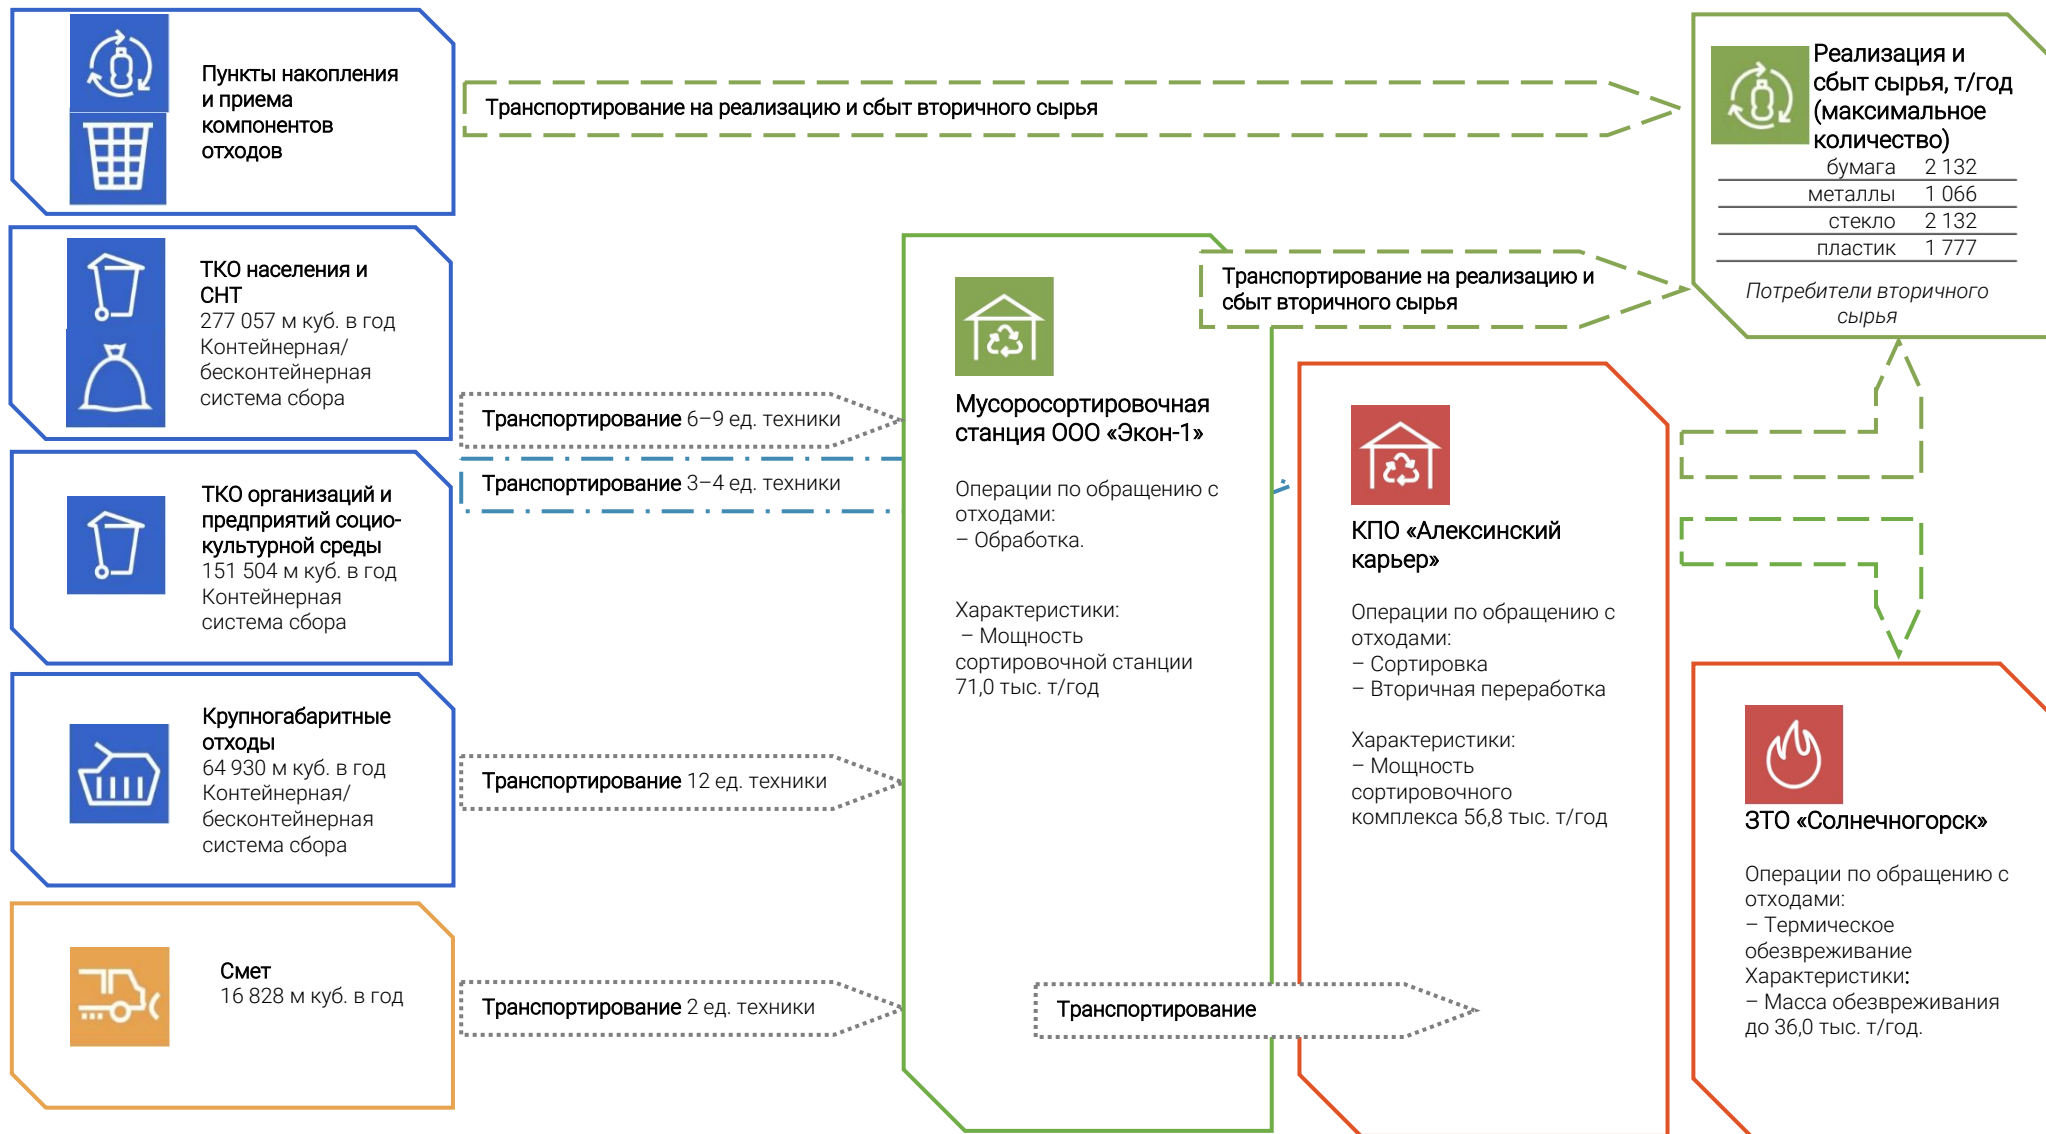 Пункты накопления
и приема
компонентов
отходов
Транспортирование на реализацию и сбыт вторичного сырья
Реализация и
сбыт сырья, т/год
(максимальное
количество)
бумага 2 132
металлы 1 066
стекло 2 132
пластик 1 777
Потребители вторичного
сырья
ТКО населения и
СНТ
277 057 м куб. в год
Контейнерная/
бесконтейнерная
система сбора
Транспортирование 6–9 ед. техники
Транспортирование 3–4 ед. техники
ТКО организаций и
предприятий социо-
культурной среды
151 504 м куб. в год
Контейнерная
система сбора
Крупногабаритные
отходы
64 930 м куб. в год
Контейнерная/
бесконтейнерная
система сбора
Транспортирование 12 ед. техники
Смет
16 828 м куб. в год
Транспортирование 2 ед. техники
Мусоросортировочная
станция ООО «Экон-1»
Операции по обращению с
отходами:
– Обработка.
Характеристики:
– Мощность
сортировочной станции
71,0 тыс. т/год
Транспортирование на реализацию и
сбыт вторичного сырья
Транспортирование
КПО «Алексинский
карьер»
Операции по обращению с
отходами:
– Сортировка
– Вторичная переработка
Характеристики:
– Мощность
сортировочного
комплекса 56,8 тыс. т/год
ЗТО «Солнечногорск»
Операции по обращению с
отходами:
– Термическое
обезвреживание
Характеристики:
– Масса обезвреживания
до 36,0 тыс. т/год.